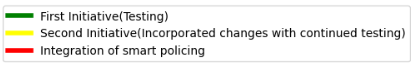 First Initiative(Testing)
Second Initiative(Incorporated changes with continued testing)
Integration of smart policing